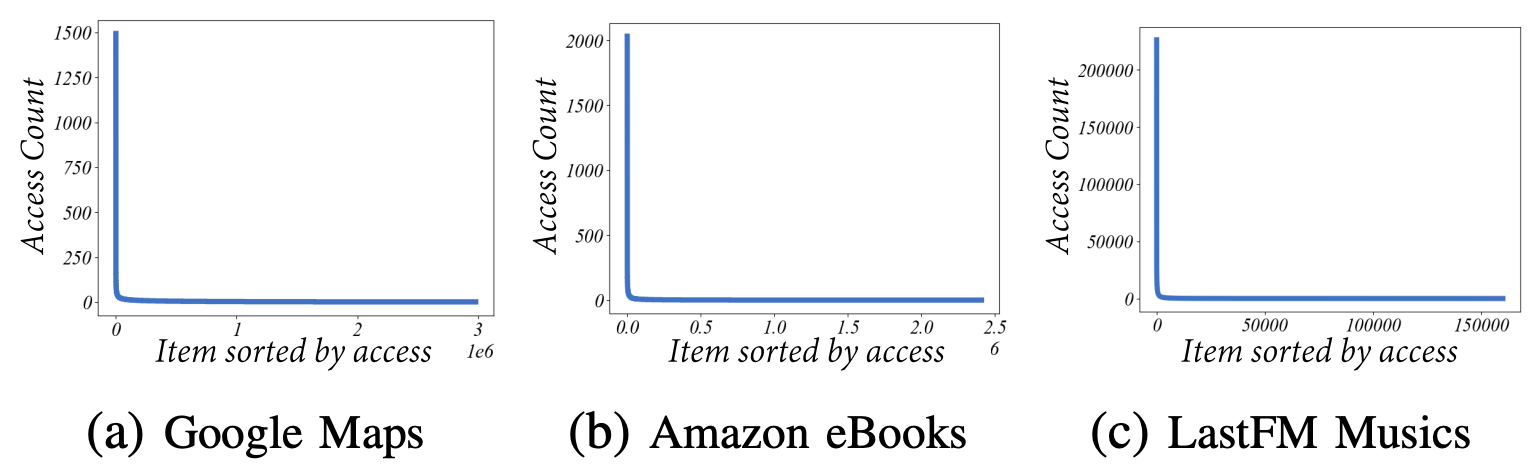 1500
1250
1000
750
500
250
0
Access Count
0 1 2 3
1e6
Item sorted by access
(a) Google Maps
2000
1500
1000
500
0
Access Count
0.0 0.5 1.0 1.5 2.0 2.5
6
Item sorted by access
(b) Amazon eBooks
200000
150000
100000
50000
0
Access Count
0 50000 100000 150000
Item sorted by access
(c) LastFM Musics